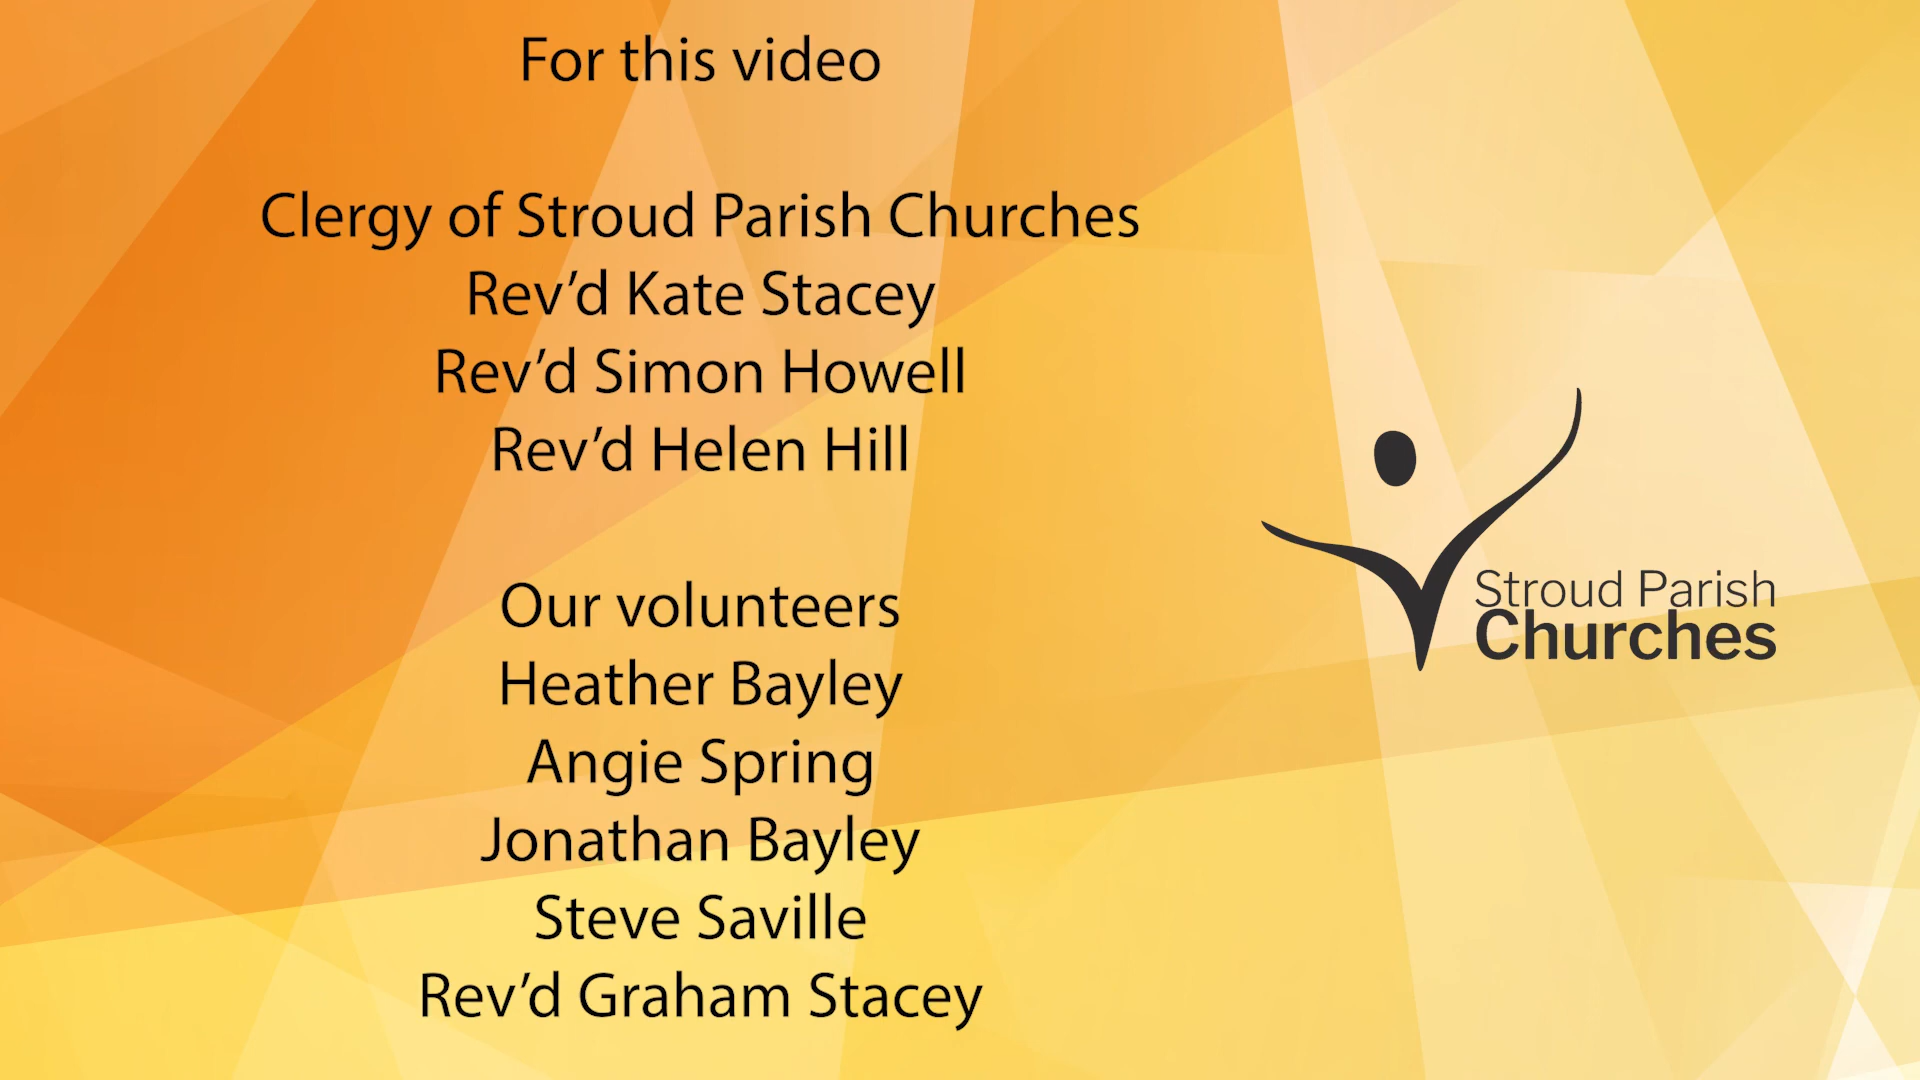 For this video
Clergy of Stroud Parish Churches
Rev’d Kate Stacey
Rev’d Simon Howell
Rev’d Helen Hill
Our volunteers
Heather Bayley
Angie Spring
Jonathan Bayley
Steve Saville
Rev’d Graham Stacey
Stroud Parish
Churches